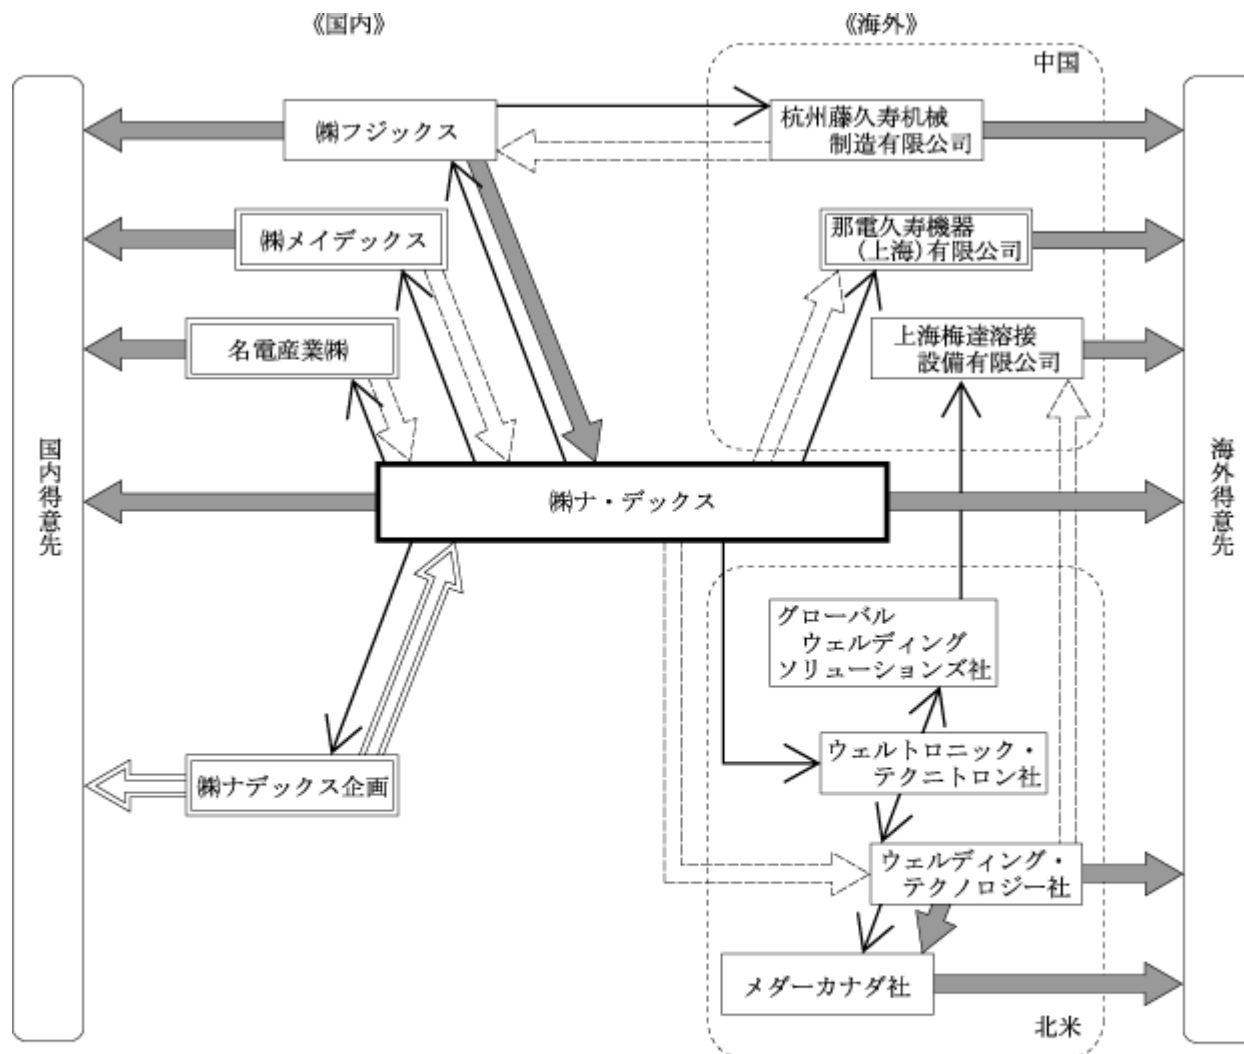 《国内》
《海外》
中国
㈱フジックス
杭州藤久寿机械
制造有限公司
㈱メイデックス
那電久寿機器
(上海)有限公司
名電産業㈱
上海梅達溶接
設備有限公司
国内得意先
㈱ナ・デックス
海外得意先
グローバル
ウェルディング
ソリューションズ社
ウェルトロニック・
テクニトロン社
㈱ナデックス企画
ウェルディング・
テクノロジー社
メダーカナダ社
北米